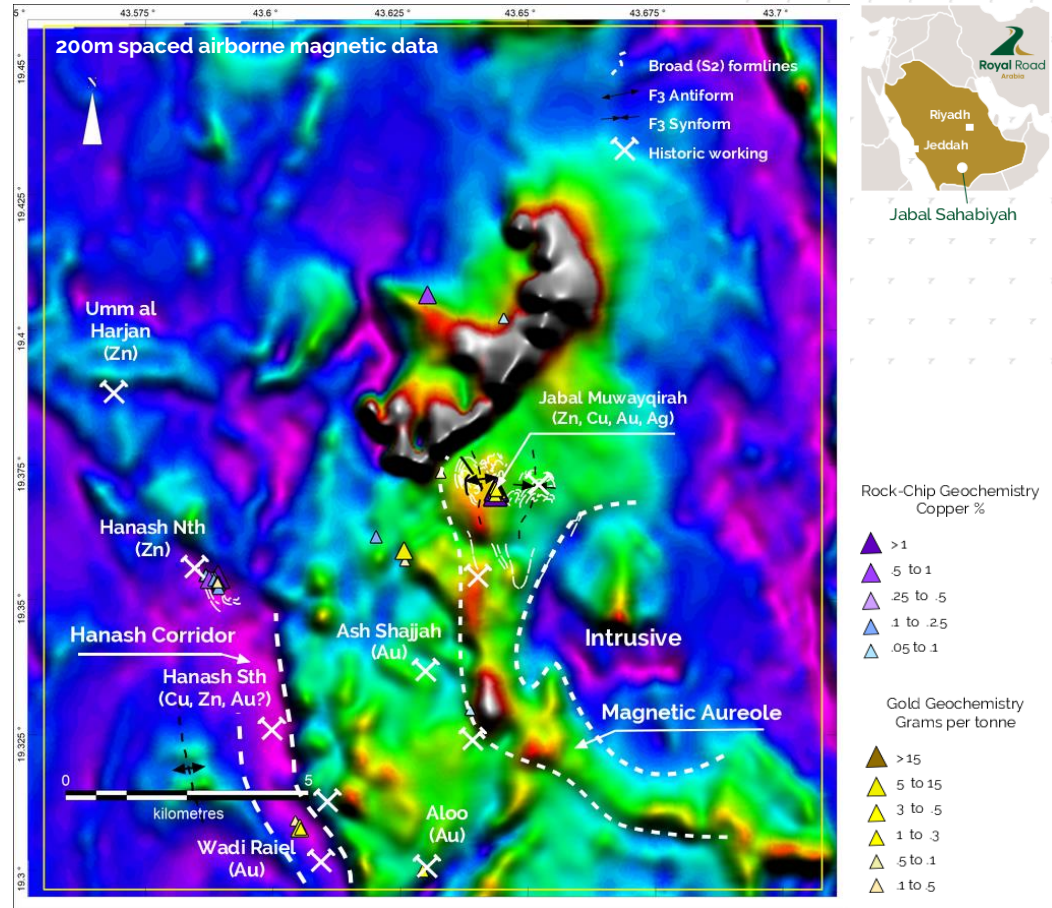 43.575
43.6
43.625
43.65
43.675
43.7
200m spaced airborne magnetic data
Broad (S2) formlines
F3 Antiform
F3 Synform
Historic working
N
19.45 °
19.425 °
19.4 °
19.375 °
19.35 °
19.325 °
19.3 °
Umm al
Harjan
(Zn)
Jabal Muwayqirah
(Zn, Cu, Au, Ag)
Hanash Nth
(Zn)
Hanash Corridor
Ash Shajjah
(Au)
Intrusive
Hanash Sth
(Cu, Zn, Au?)
Magnetic Aureole
0
5
kilometres
Aloo
(Au)
Wadi Raiel
(Au)
Royal Road
Arabia
Riyadh
Jeddah
Jabal Sahabiyah
Rock-Chip Geochemistry
Copper %
>1
.5 to 1
.25 to .5
.1 to .25
.05 to .1
Gold Geochemistry
Grams per tonne
>15
5 to 15
3 to .5
1 to .3
.5 to .1
.1 to .5